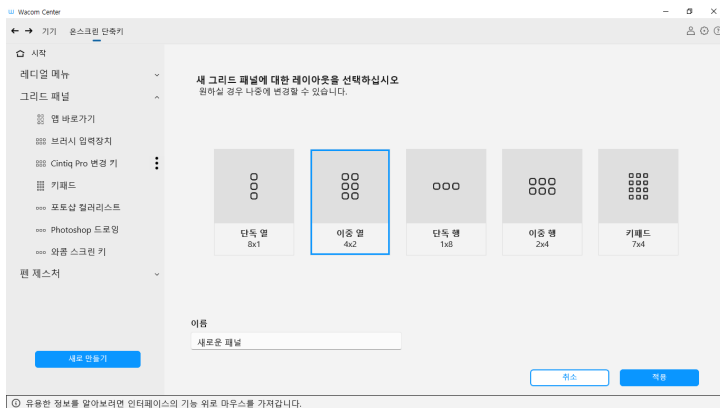 Wacom Center
기기 온스크린 단축키
시작
레디얼 메뉴
그리드 패널
앱 바로가기
브러시 입력장치
Cintiq Pro 변경 키
키패드
포토샵 컬러리스트
Photoshop 드로잉
와콤 스크린 키
펜 제스처
새로 만들기
새 그리드 패널에 대한 레이아웃을 선택하십시오
원하실 경우 나중에 변경할 수 있습니다.
단독 열
8x1
이중 열
4x2
단독 행
1x8
이중 행
2x4
키패드
7x4
이름
새로운 패널
취소
적용
유용한 정보를 알아보려면 인터페이스의 기능 위로 마우스를 가져갑니다.